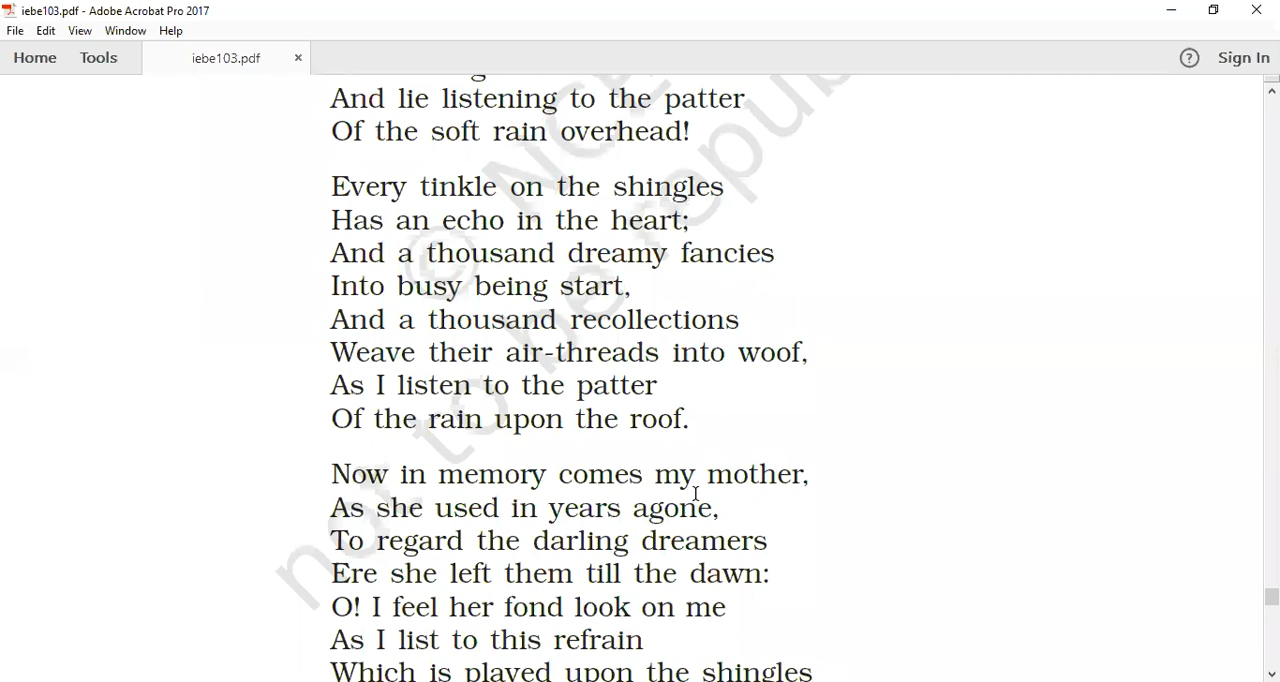 iebe103.pdf - Adobe Acrobat Pro 2017
File Edit View Window Help
Home Tools iebe103.pdf × ? Sign In
And lie listening to the patter
Of the soft rain overhead!
Every tinkle on the shingles
Has an echo in the heart;
And a thousand dreamy fancies
Into busy being start,
And a thousand recollections
Weave their air-threads into woof,
As I listen to the patter
Of the rain upon the roof.
Now in memory comes my mother,
As she used in years agone,
To regard the darling dreamers
Ere she left them till the dawn:
O! I feel her fond look on me
As I list to this refrain
Which is played upon the shingles
© NCE
not to be repub